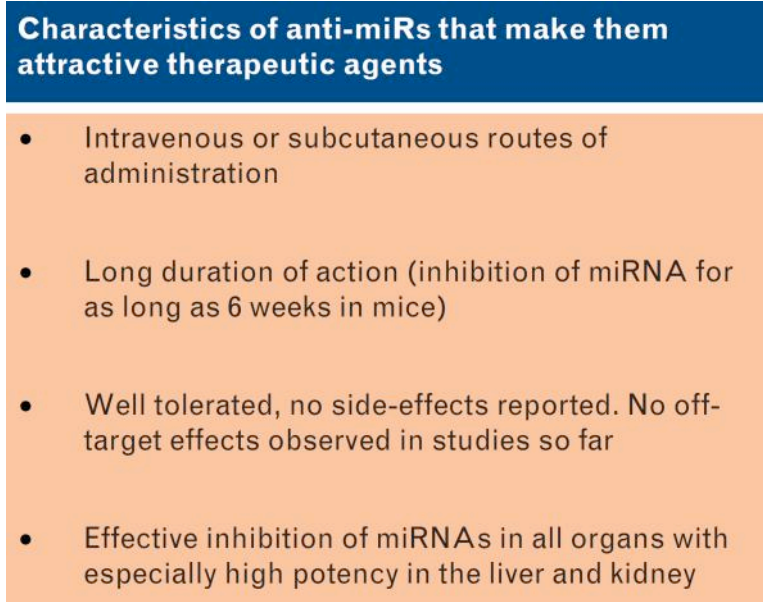 Characteristics of anti-miRs that make them
attractive therapeutic agents
• Intravenous or subcutaneous routes of
administration
• Long duration of action (inhibition of miRNA for
as long as 6 weeks in mice)
• Well tolerated, no side-effects reported. No off-
target effects observed in studies so far
• Effective inhibition of miRNAs in all organs with
especially high potency in the liver and kidney